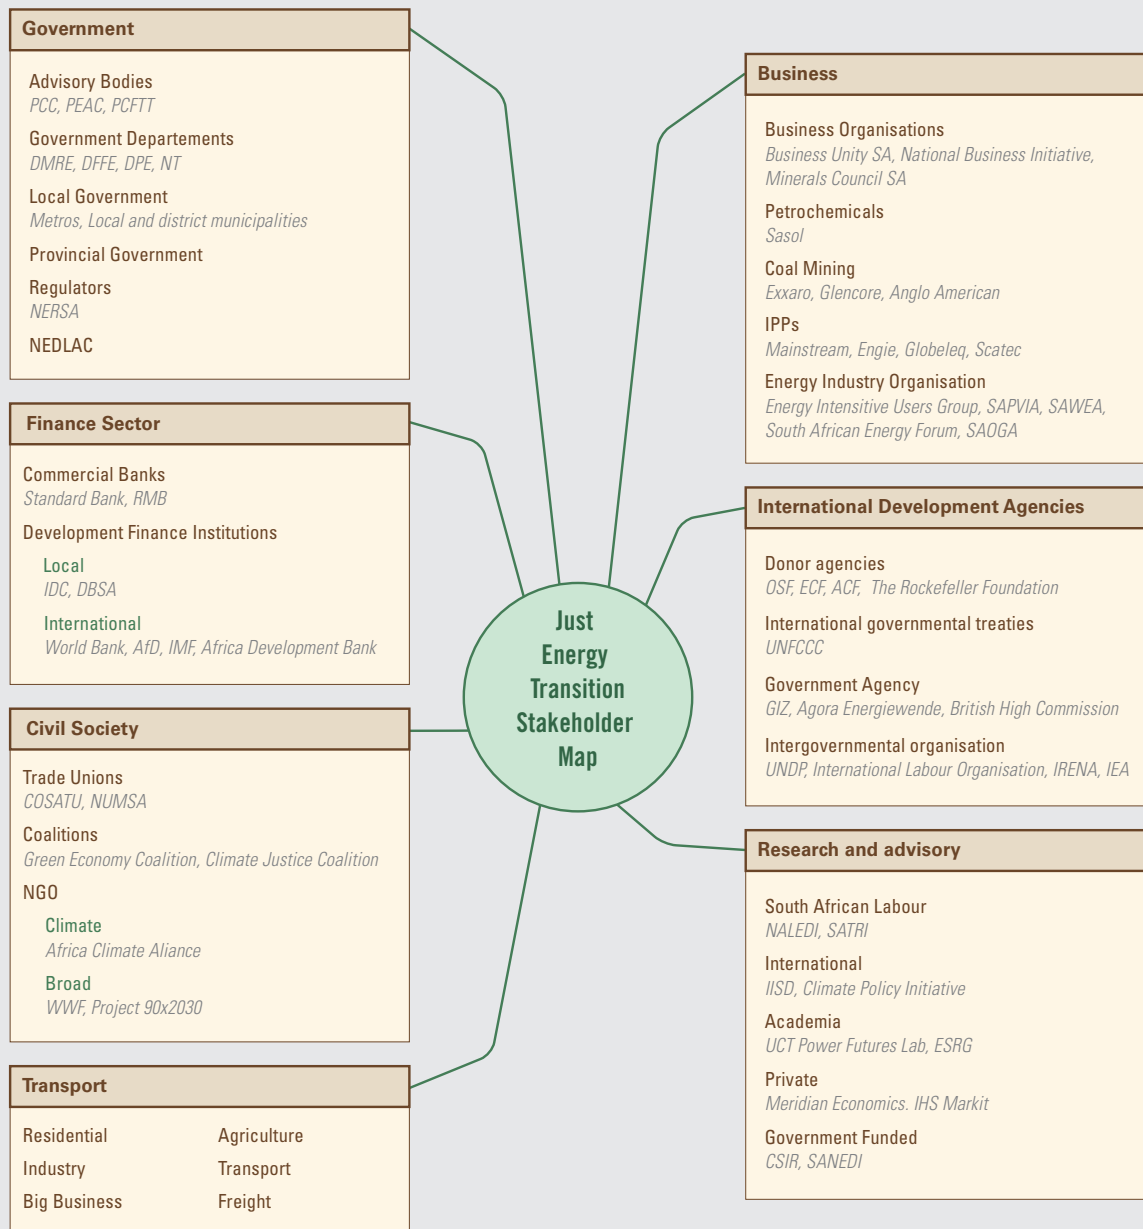 Government
Advisory Bodies
PCC, PEAC, PCFTT
Government Departements
DMRE, DFFE, DPE, NT
Local Government
Metros, Local and district municipalities
Provincial Government
Regulators
NERSA
NEDLAC
Finance Sector
Commercial Banks
Standard Bank, RMB
Development Finance Institutions
Local
IDC, DBSA
International
World Bank, AfD, IMF, Africa Development Bank
Civil Society
Trade Unions
COSATU, NUMSA
Coalitions
Green Economy Coalition, Climate Justice Coalition
NGO
Climate
Africa Climate Aliance
Broad
WWF, Project 90x2030
Transport
Residential
Industry
Big Business
Agriculture
Transport
Freight
Just
Energy
Transition
Stakeholder
Map
Business
Business Organisations
Business Unity SA, National Business Initiative,
Minerals Council SA
Petrochemicals
Sasol
Coal Mining
Exxaro, Glencore, Anglo American
IPPs
Mainstream, Engie, Globeleq, Scatec
Energy Industry Organisation
Energy Intensitive Users Group, SAPVIA, SAWEA,
South African Energy Forum, SAOGA
International Development Agencies
Donor agencies
OSF, ECF, ACF, The Rockefeller Foundation
International governmental treaties
UNFCCC
Government Agency
GIZ, Agora Energiewende, British High Commission
Intergovernmental organisation
UNDP, International Labour Organisation, IRENA, IEA
Research and advisory
South African Labour
NALEDI, SATRI
International
IISD, Climate Policy Initiative
Academia
UCT Power Futures Lab, ESRG
Private
Meridian Economics. IHS Markit
Government Funded
CSIR, SANEDI